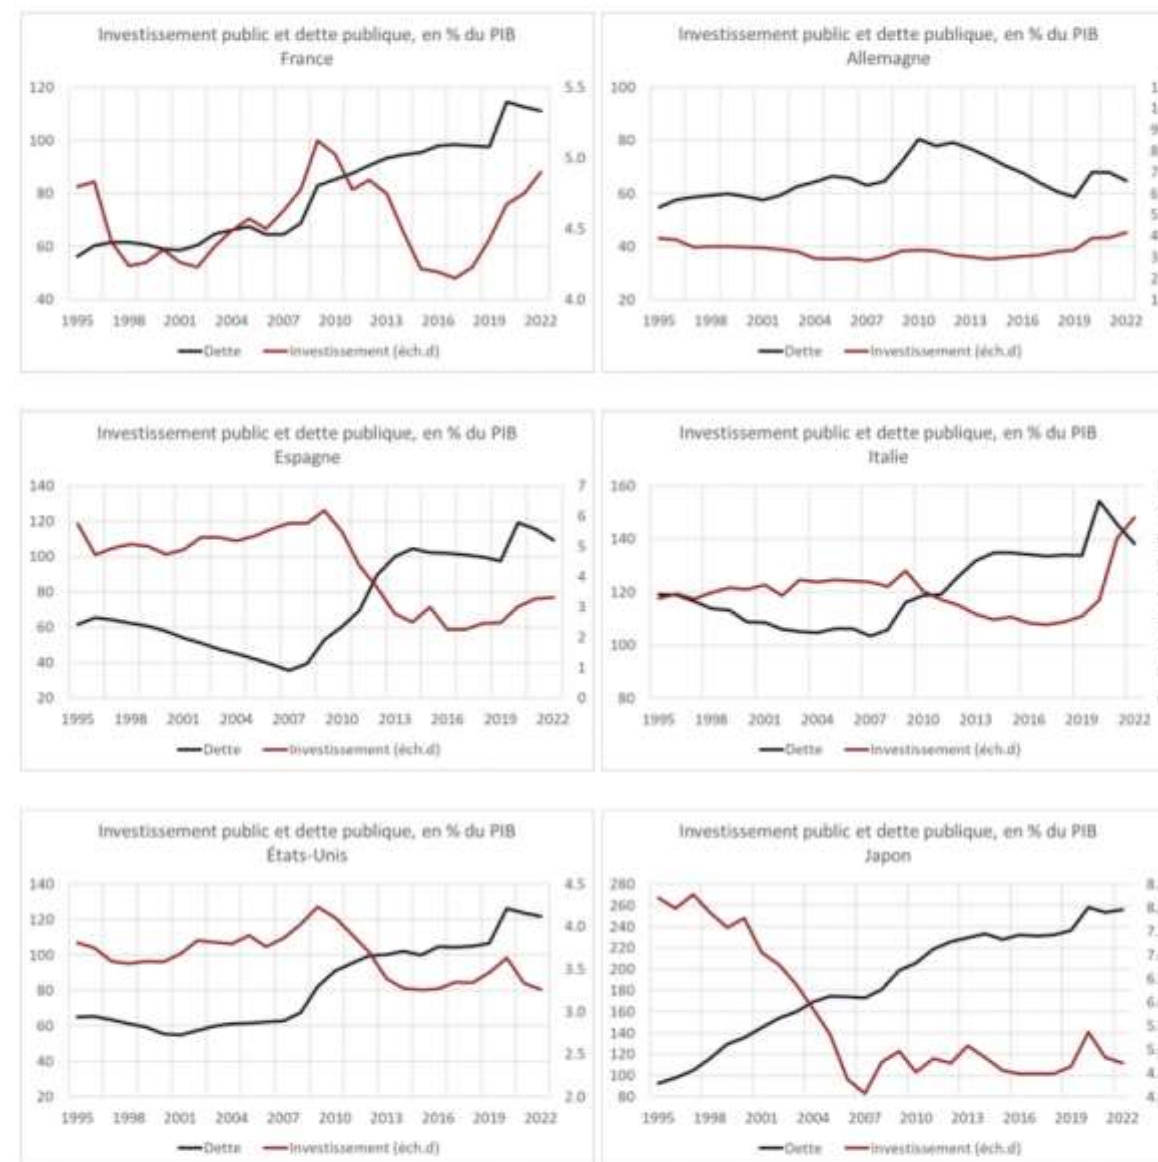 Investissement public et dette publique, en % du PIB
France
120
100
80
60
40
5.5
5.0
4.5
4.0
1995 1998 2001 2004 2007 2010 2013 2016 2019 2022
Dette Investissement (éch.d)
Investissement public et dette publique, en % du PIB
Allemagne
100
80
60
40
20
1995 1998 2001 2004 2007 2010 2013 2016 2019 2022
Dette Investissement (éch.d)
Investissement public et dette publique, en % du PIB
Espagne
140
120
100
80
60
40
20
7
6
5
4
3
2
1
0
1995 1998 2001 2004 2007 2010 2013 2016 2019 2022
Dette Investissement (éch.d)
Investissement public et dette publique, en % du PIB
Italie
160
140
120
100
80
1995 1998 2001 2004 2007 2010 2013 2016 2019 2022
Dette Investissement (éch.d)
Investissement public et dette publique, en % du PIB
États-Unis
140
120
100
80
60
40
20
4.5
4.0
3.5
3.0
2.5
2.0
1995 1998 2001 2004 2007 2010 2013 2016 2019 2022
Dette Investissement (éch.d)
Investissement public et dette publique, en % du PIB
Japon
280
260
240
220
200
180
160
140
120
100
80
1995 1998 2001 2004 2007 2010 2013 2016 2019 2022
Dette Investissement (éch.d)